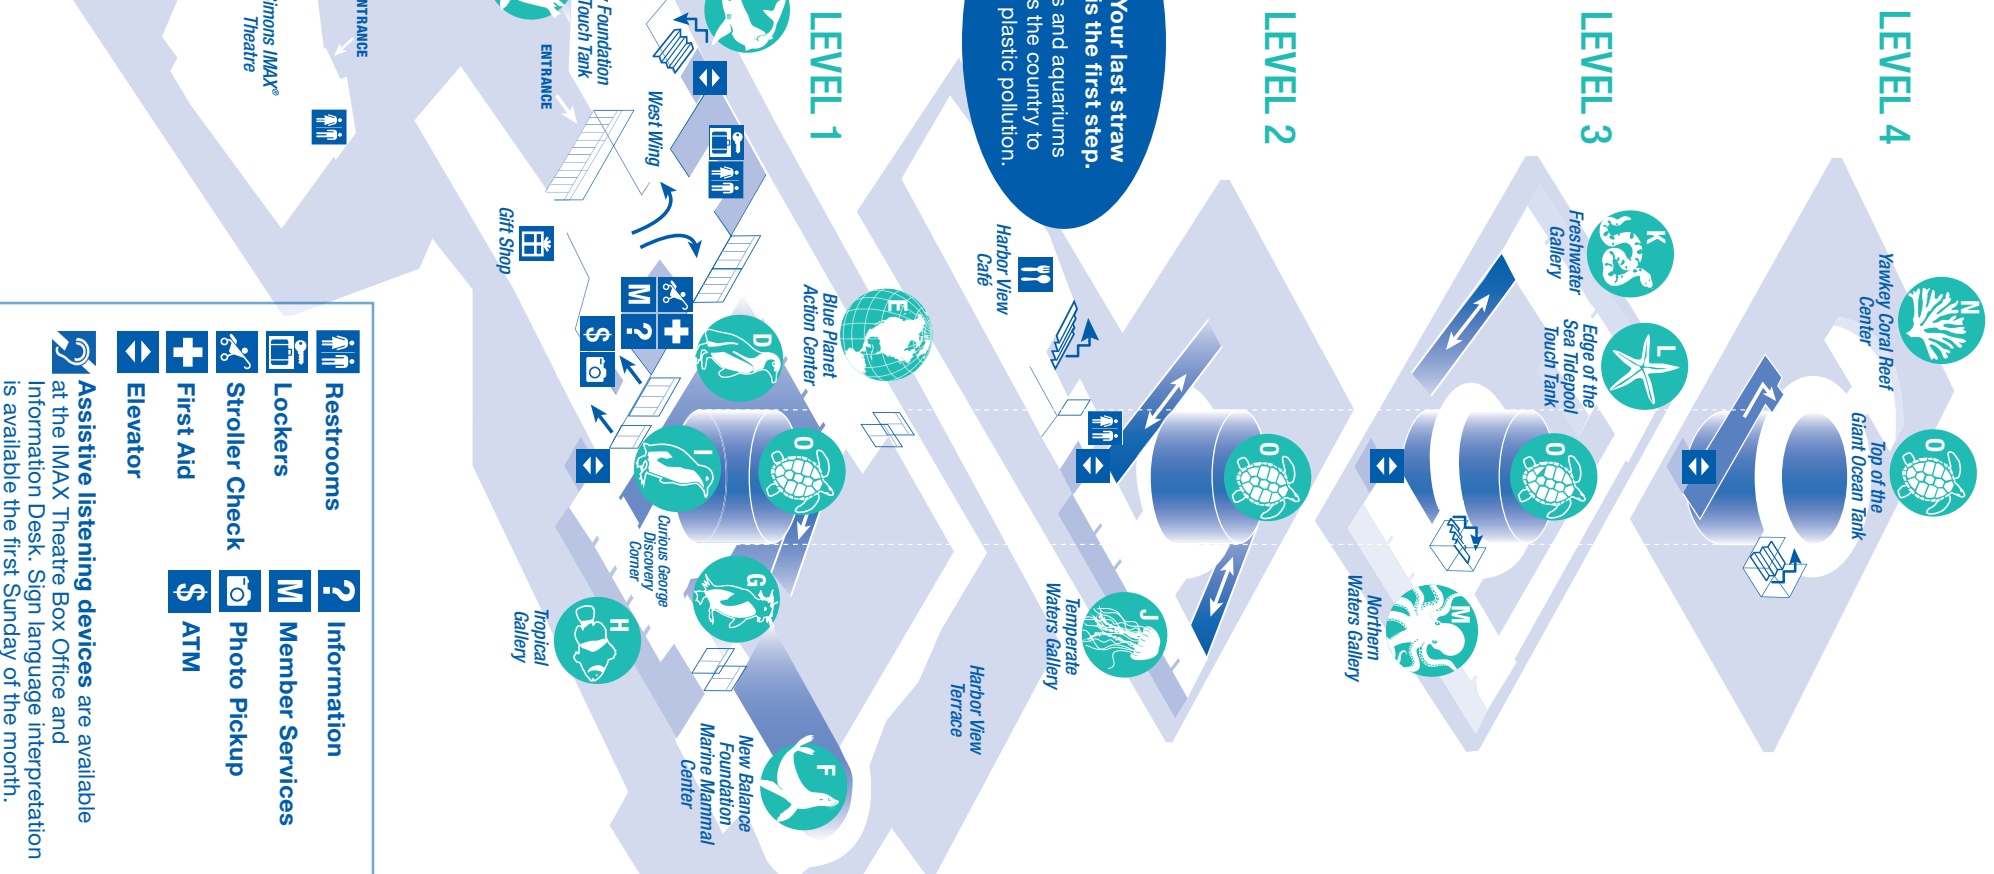 LEVEL 4
N
Yawkey Coral Reef
Center
O
Top of the
Giant Ocean Tank
LEVEL 3
K
Freshwater
Gallery
L
Edge of the
Sea Tidepool
Touch Tank
O
M
Northern
Waters Gallery
LEVEL 2
O
J
Temperate
Waters Gallery
Your last straw
is the first step.
and aquariums
the country to
plastic pollution.
Harbor View
Café
Harbor View
Terrace
LEVEL 1
E
Blue Planet
Action Center
D
O
I
Curious George
Discovery
Corner
G
F
New Balance
Foundation
Marine Mammal
Center
H
Tropical
Gallery
M
?
$
West Wing
Foundation
Touch Tank
ENTRANCE
Gift Shop
IMAX®
Theatre
Restrooms
Lockers
Stroller Check
First Aid
Elevator
? Information
M Member Services
Photo Pickup
$ ATM
Assistive listening devices are available
at the IMAX Theatre Box Office and
Information Desk. Sign language interpretation
is available the first Sunday of the month.